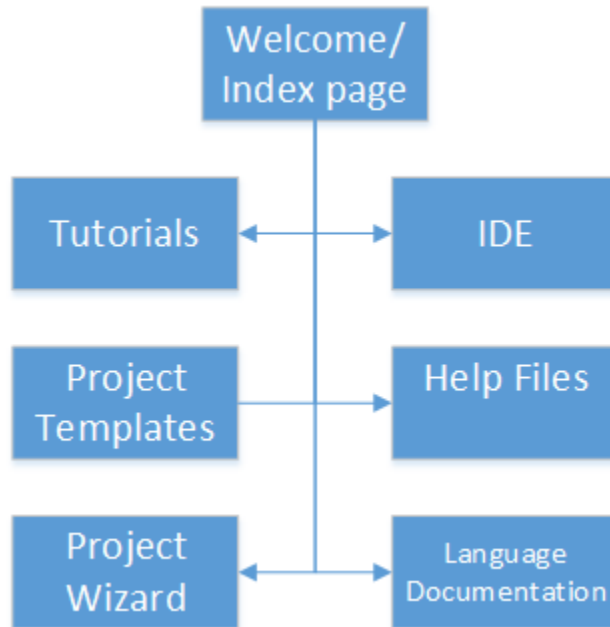 Welcome/
Index page
Tutorials
IDE
Project
Templates
Help Files
Project
Wizard
Language
Documentation